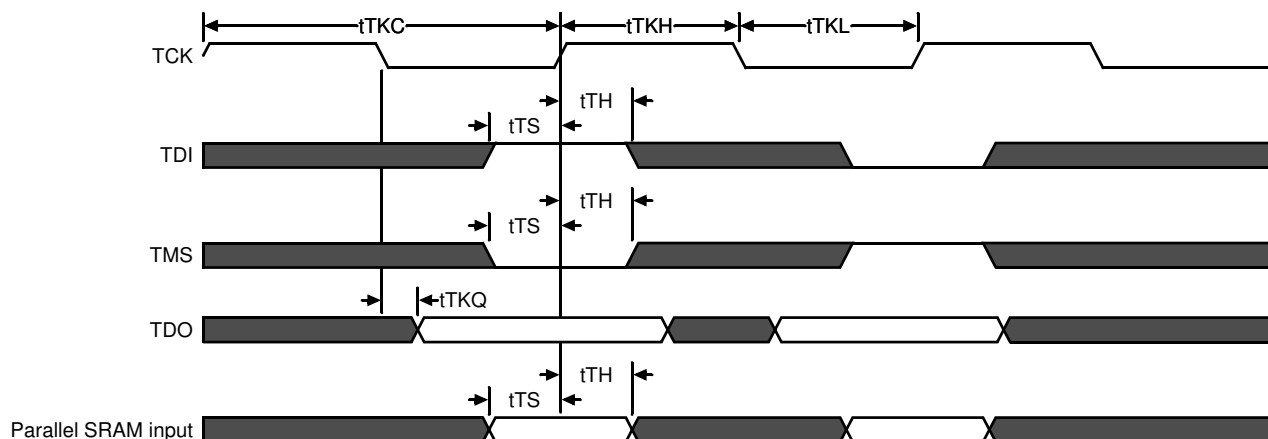 tTKC
tTKH
tTKL
TCK
tTH
tTS
TDI
tTH
tTS
TMS
tTKQ
TDO
tTH
tTS
Parallel SRAM input